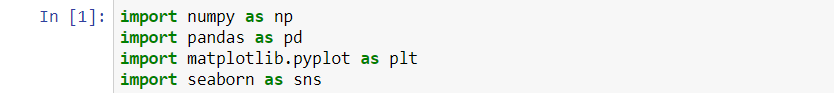 In [1]: import numpy as np
import pandas as pd
import matplotlib.pyplot as plt
import seaborn as sns